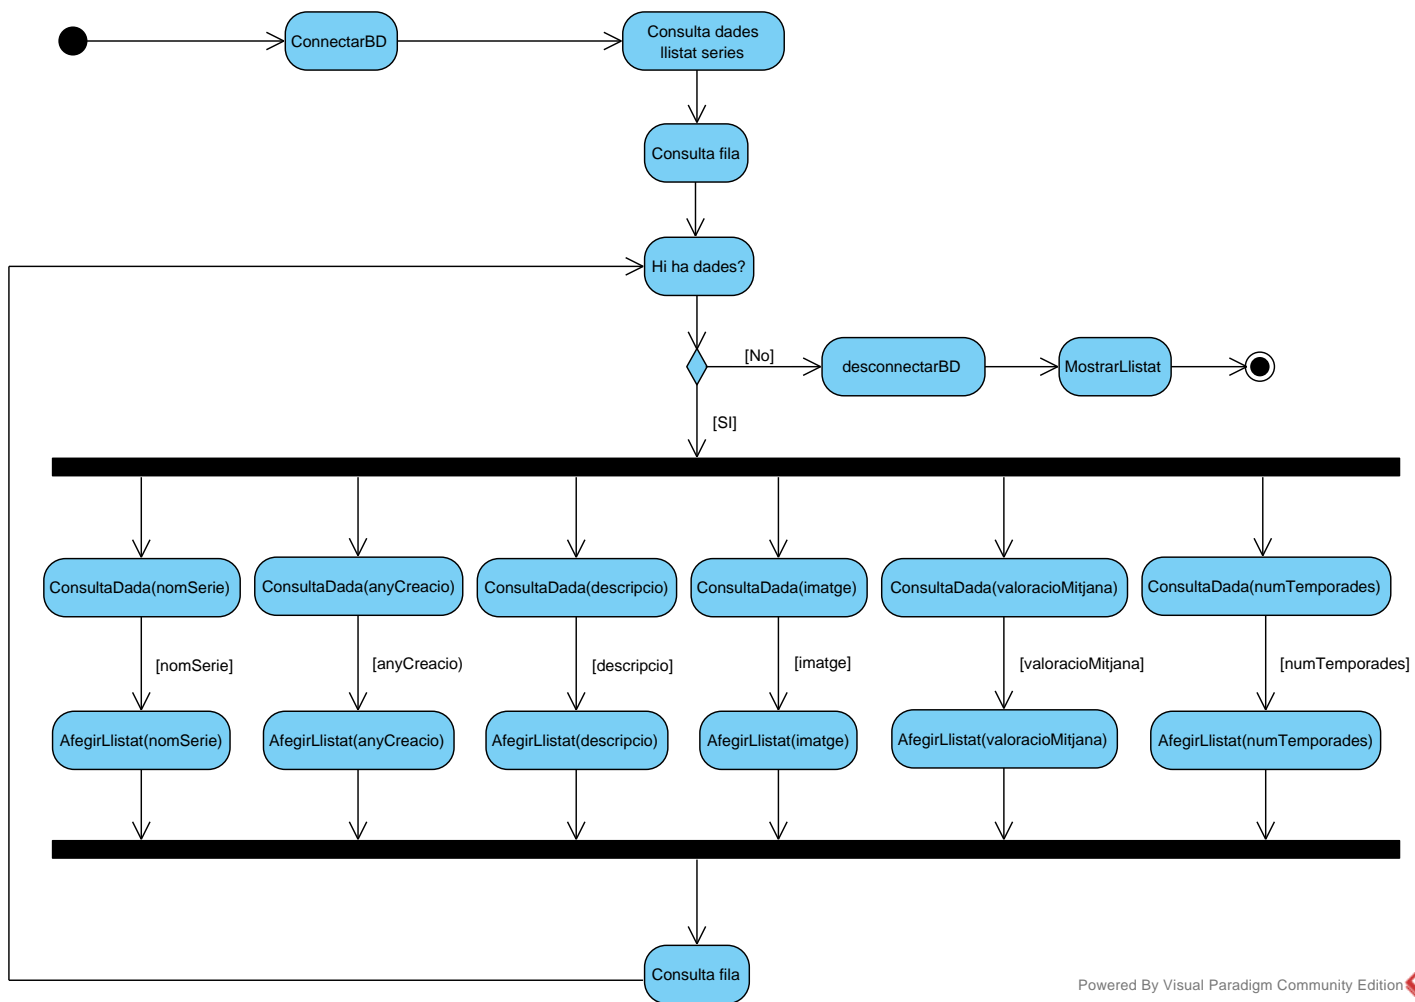 ConnectarBD
Consulta dades
llistat series
Consulta fila
Hi ha dades?
[No]
desconnectarBD
MostrarLlistat
[SI]
ConsultaDada(nomSerie)
ConsultaDada(anyCreacio)
ConsultaDada(descripcio)
ConsultaDada(imatge)
ConsultaDada(valoracioMitjana)
ConsultaDada(numTemporades)
[nomSerie]
[anyCreacio)
[descripcio]
[imatge]
[valoracioMitjana]
[numTemporades]
AfegirLlistat(nomSerie)
AfegirLlistat(anyCreacio)
AfegirLlistat(descripcio)
AfegirLlistat(imatge)
AfegirLlistat(valoracioMitjana)
AfegirLlistat(numTemporades)
Consulta fila
Powered By Visual Paradigm Community Edition